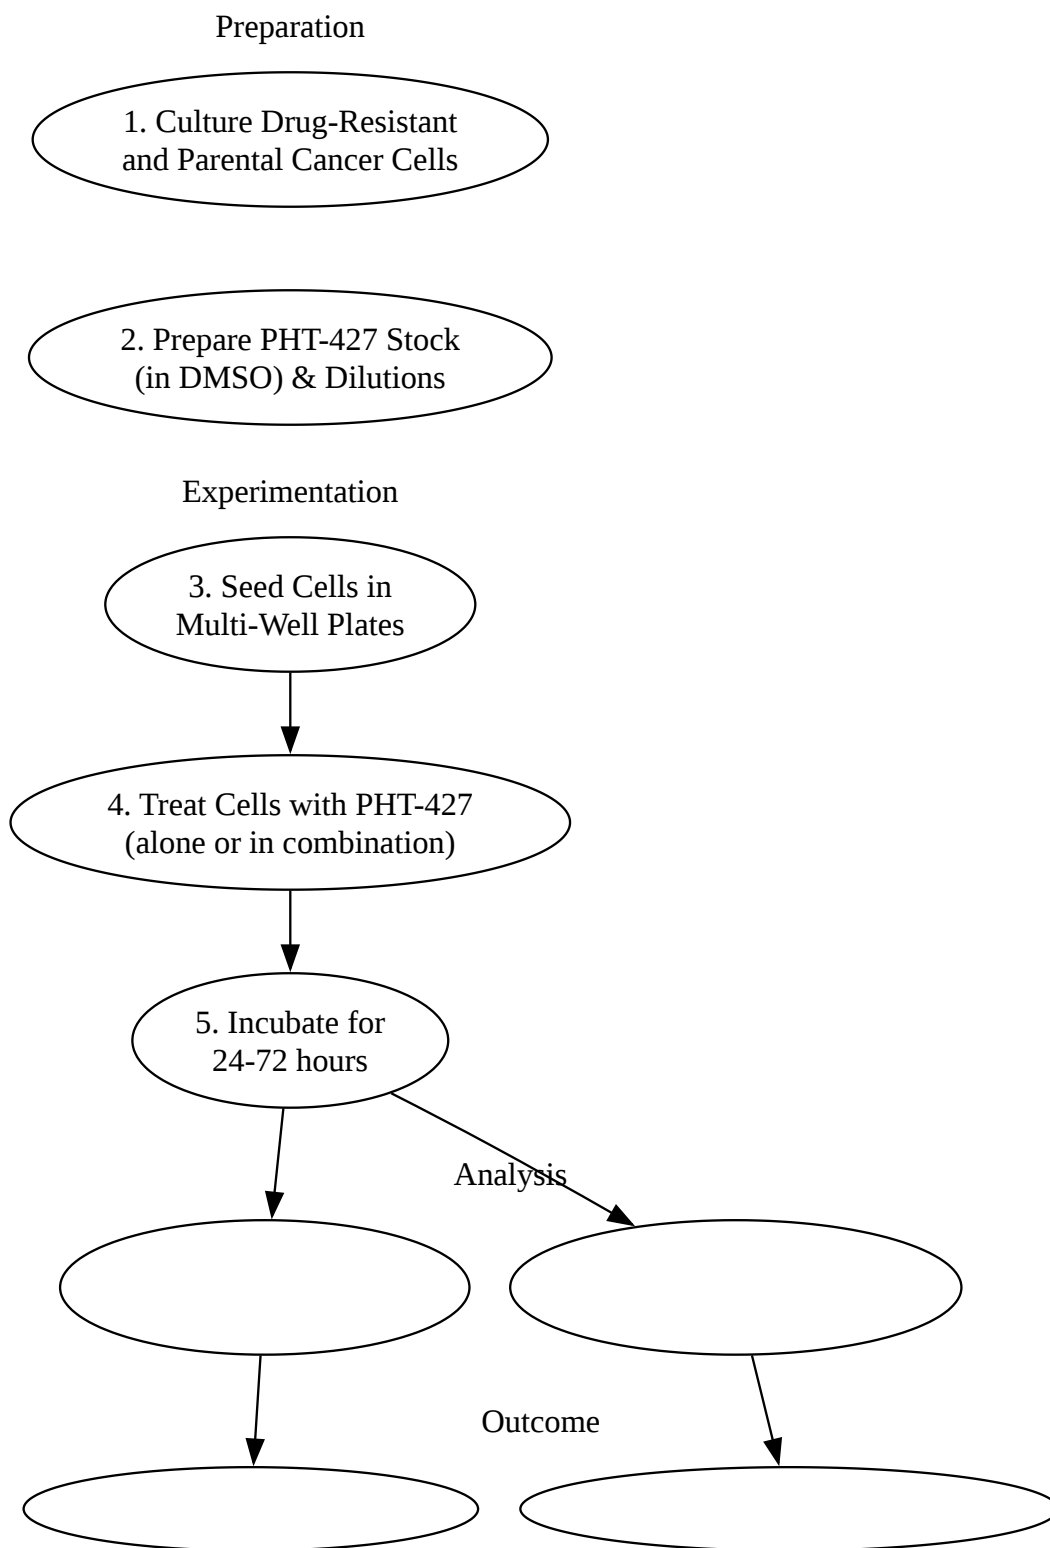 Preparation
1. Culture Drug-Resistant
and Parental Cancer Cells
2. Prepare PHT-427 Stock
(in DMSO) & Dilutions
Experimentation
3. Seed Cells in
Multi-Well Plates
4. Treat Cells with PHT-427
(alone or in combination)
5. Incubate for
24-72 hours
Analysis
Outcome